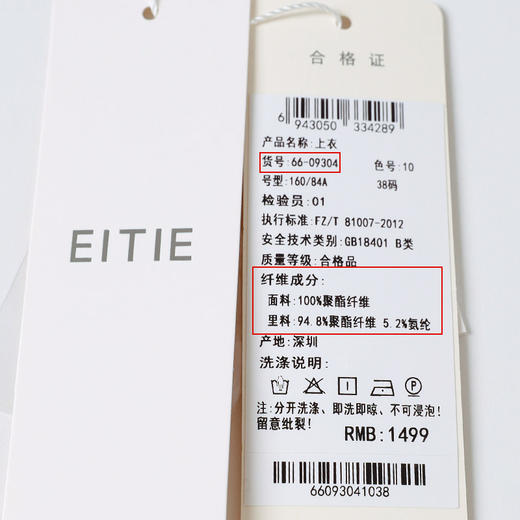 EITIE
合格证
6 943050 334289
产品名称:上衣
货号:66-09304 色号:10
号型:160/84A 38码
检验员:01
执行标准:FZ/T 81007-2012
安全技术类别:GB18401 B类
质量等级:合格品
纤维成分:
面料:100%聚酯纤维
里料:94.8%聚酯纤维 5.2%氨纶
产地:深圳
洗涤说明:
P
注:分开洗涤、即洗即晾、不可浸泡!
留意纰裂!
RMB:1499
66093041038